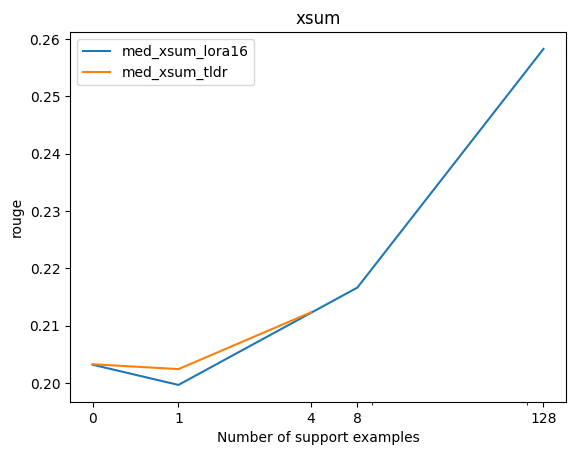 xsum
med_xsum_lora16
med_xsum_tldr
0.26
0.25
0.24
0.23
0.22
0.21
0.20
rouge
0 1 4 8 128
Number of support examples